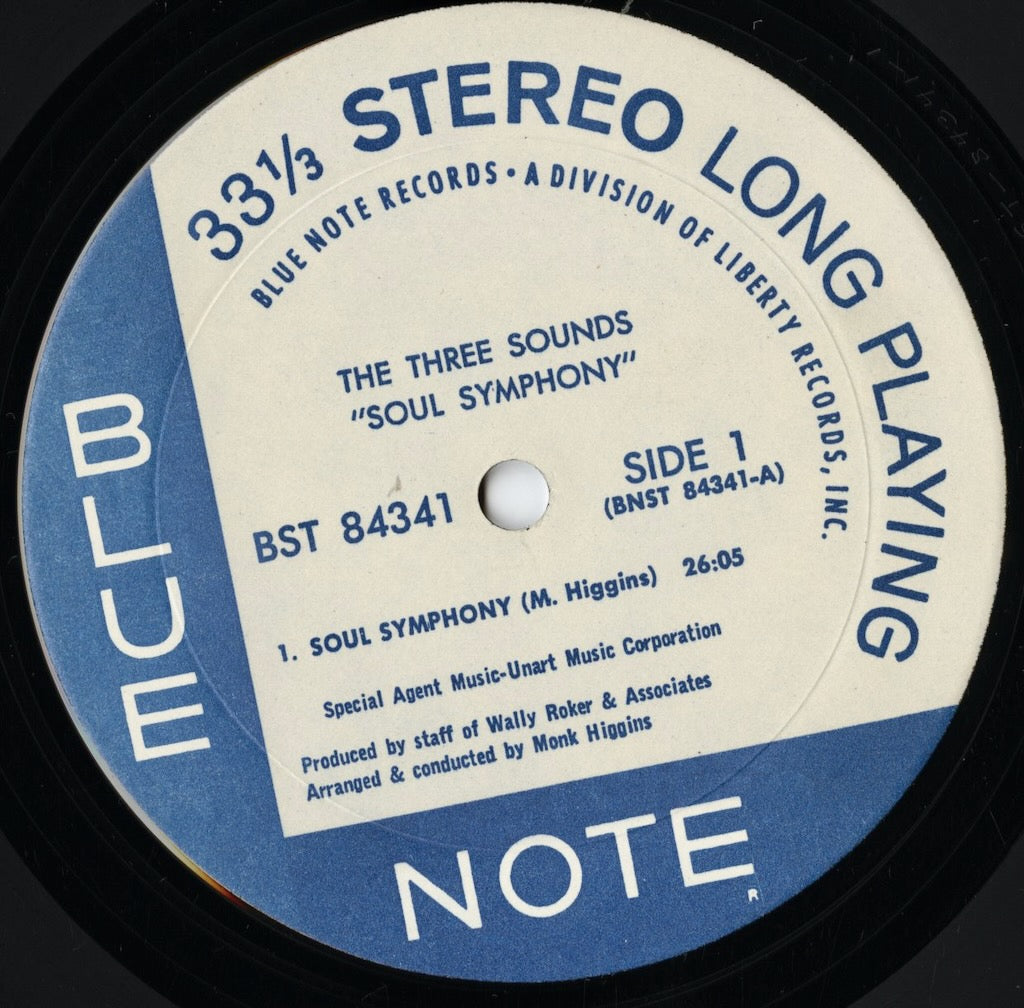 33 1/3 STEREO LONG PLAYING
BLUE NOTE RECORDS • A DIVISION OF LIBERTY RECORDS, INC.
THE THREE SOUNDS
"SOUL SYMPHONY"
BST 84341
SIDE 1
(BNST 84341-A)
1. SOUL SYMPHONY (M. Higgins) 26:05
Special Agent Music-Unart Music Corporation
Produced by staff of Wally Roker & Associates
Arranged & conducted by Monk Higgins
BLUE
NOTE
R